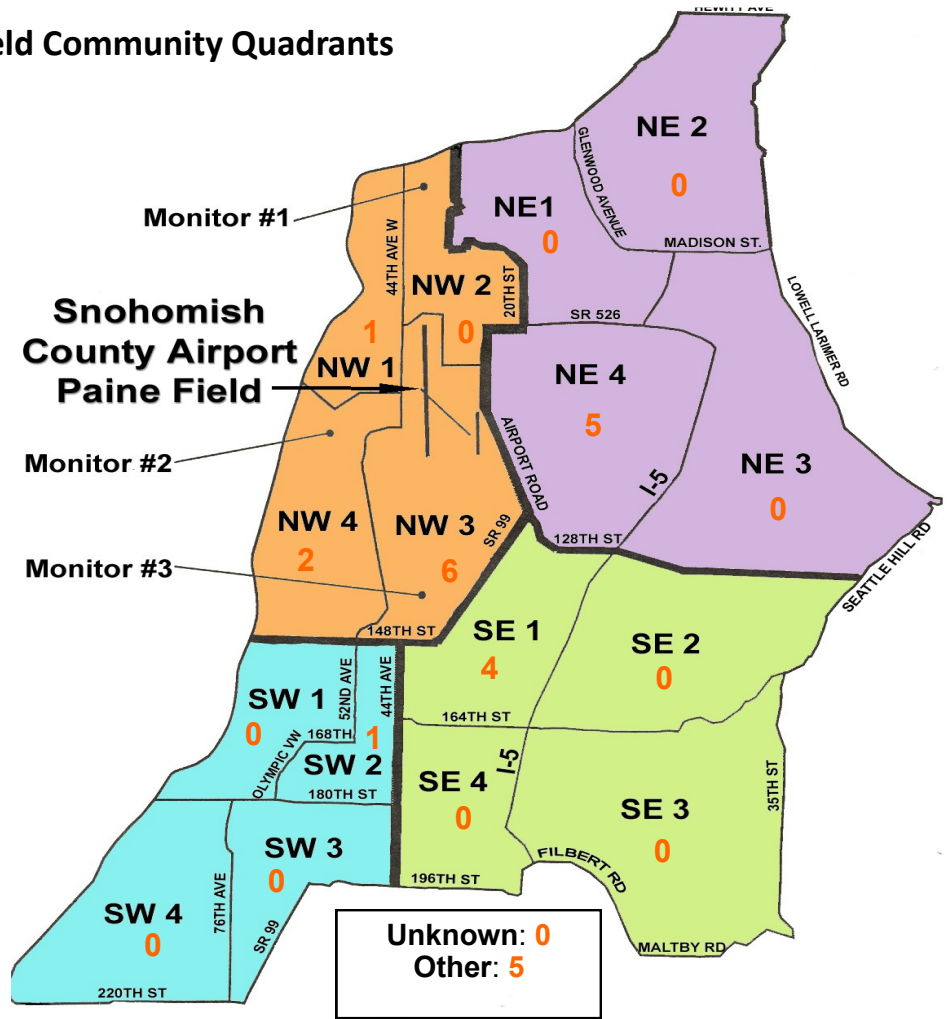 eld Community Quadrants
HEWITT AVE
NE 2
0
GLENWOOD AVENUE
MADISON ST.
Monitor #1
NE1
0
44TH AVE W
NW 2
0
20TH ST
LOWELL LARIMER RD
Snohomish
County Airport
Paine Field
1
NW 1
SR 526
NE 4
5
AIRPORT ROAD
I-5
Monitor #2
NE 3
0
NW 4
2
NW 3
6
SR 99
128TH ST
SEATTLE HILL RD
Monitor #3
148TH ST
SE 1
4
SE 2
0
SW 1
0
52ND AVE
44TH AVE
168TH
1
SW 2
OLYMPIC VW
180TH ST
164TH ST
I-5
SE 4
0
35TH ST
SE 3
0
SW 3
0
76TH AVE
SR 99
196TH ST
FILBERT RD
SW 4
0
MALTBY RD
220TH ST
Unknown: 0
Other: 5